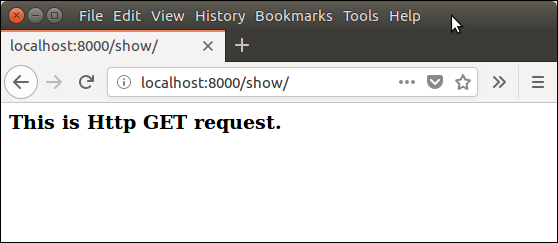 File Edit View History Bookmarks Tools Help
localhost:8000/show/
localhost:8000/show/
This is Http GET request.